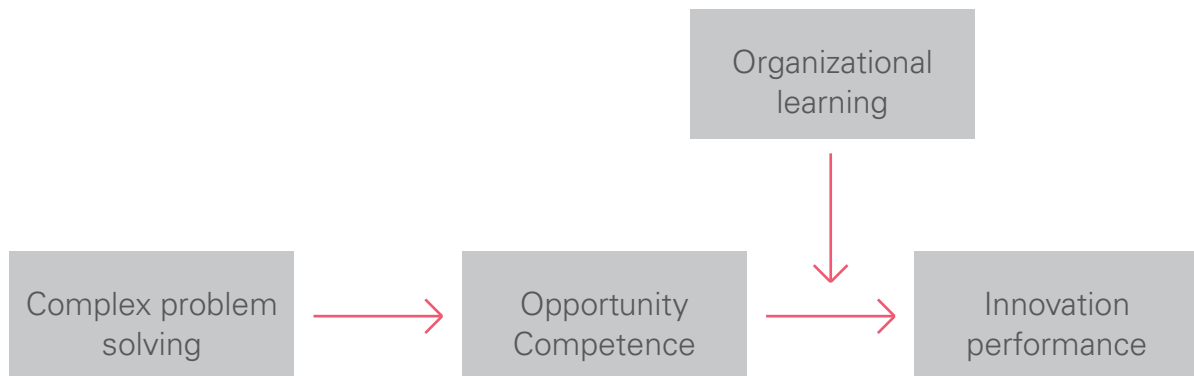 Organizational
learning
Complex problem
solving
Opportunity
Competence
Innovation
performance